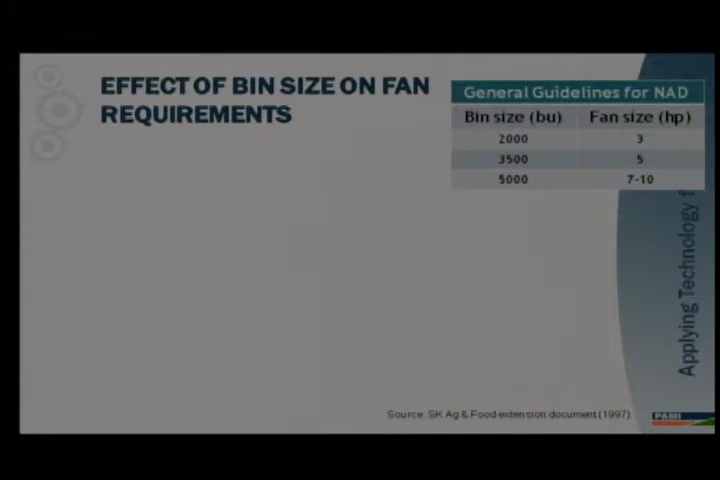 EFFECT OF BIN SIZE ON FAN
REQUIREMENTS
General Guidelines for NAD
Bin size (bu) Fan size (hp)
2000 3
3500 5
5000 7-10
Applying Technology
Source: SK Ag & Food extension document (1997)
PAMI